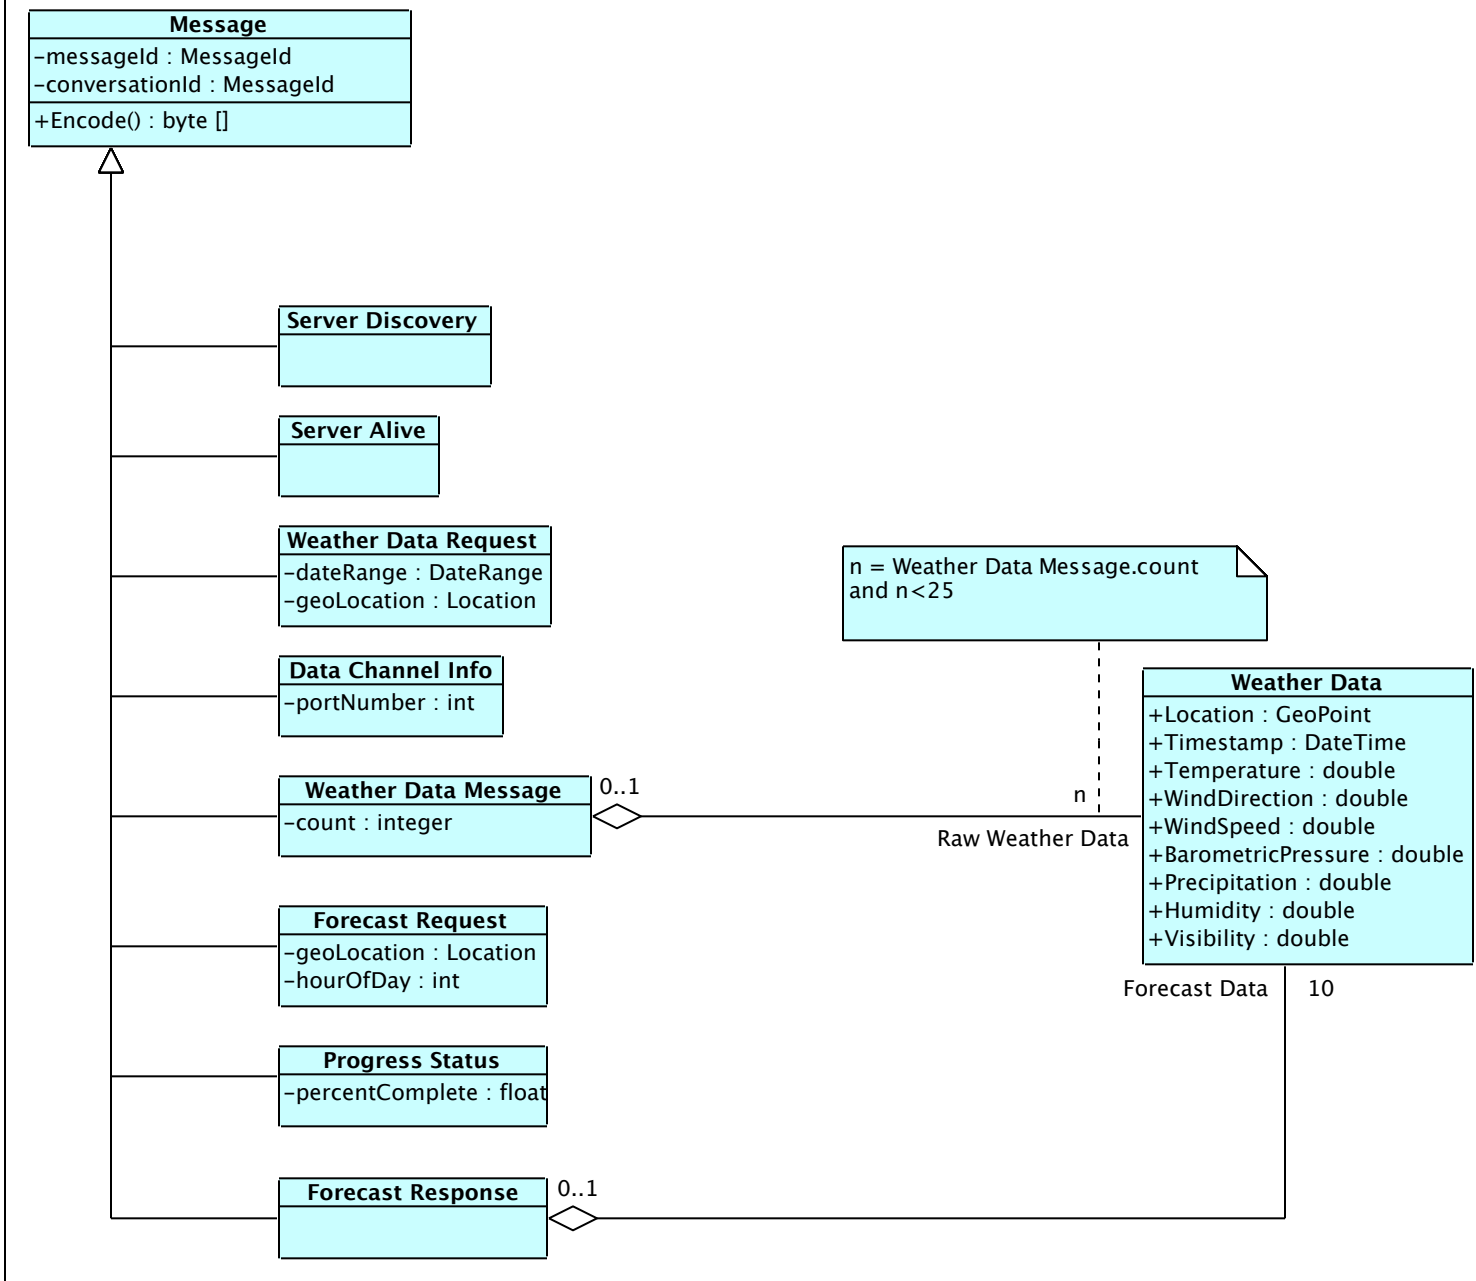 Message
-messageId : MessageId
-conversationId : MessageId
+Encode() : byte []
Server Discovery
Server Alive
Weather Data Request
-dateRange : DateRange
-geoLocation : Location
n = Weather Data Message.count
and n<25
Data Channel Info
-portNumber : int
Weather Data
+Location : GeoPoint
+Timestamp : DateTime
+Temperature : double
+WindDirection : double
+WindSpeed : double
+BarometricPressure : double
+Precipitation : double
+Humidity : double
+Visibility : double
Weather Data Message
-count : integer
0..1
n
Raw Weather Data
Forecast Request
-geoLocation : Location
-hourOfDay : int
Forecast Data
10
Progress Status
-percentComplete : float
Forecast Response
0..1